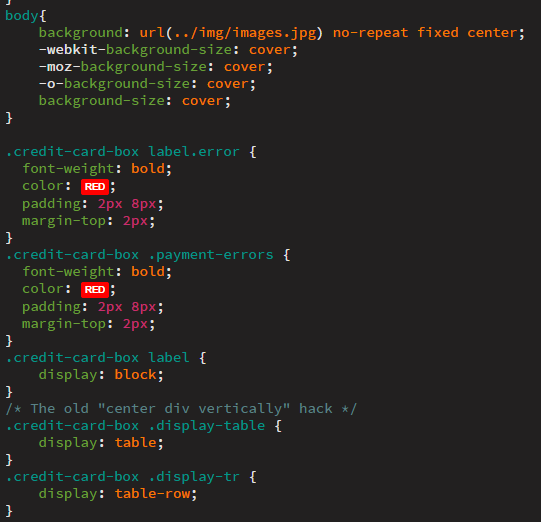 }
body{
    background: url(../img/images.jpg) no-repeat fixed center;
    -webkit-background-size: cover;
    -moz-background-size: cover;
    -o-background-size: cover;
    background-size: cover;
}

.credit-card-box label.error {
  font-weight: bold;
  color: RED;
  padding: 2px 8px;
  margin-top: 2px;
}
.credit-card-box .payment-errors {
  font-weight: bold;
  color: RED;
  padding: 2px 8px;
  margin-top: 2px;
}
.credit-card-box label {
    display: block;
}
/* The old "center div vertically" hack */
.credit-card-box .display-table {
    display: table;
}
.credit-card-box .display-tr {
    display: table-row;
}